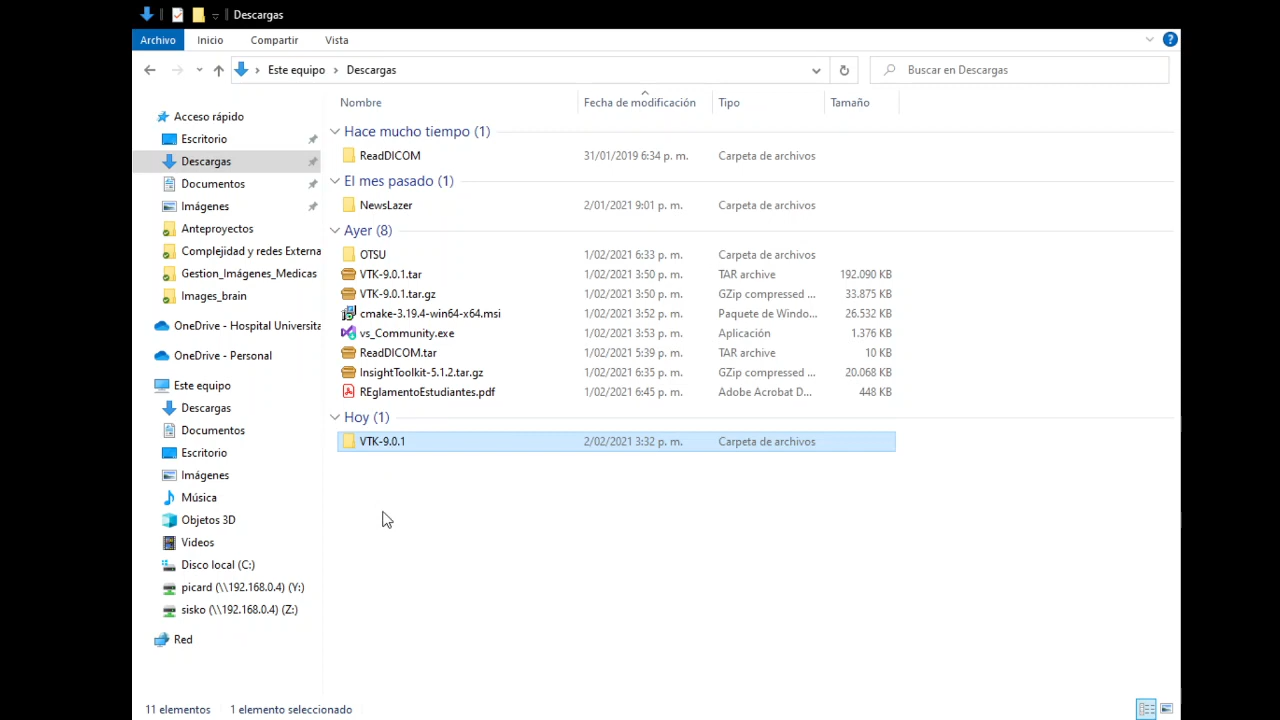 Descargas
Archivo Inicio Compartir Vista
Este equipo > Descargas Buscar en Descargas
Nombre Fecha de modificación Tipo Tamaño
Acceso rápido
Escritorio
Descargas
Documentos
Imágenes
Anteproyectos
Complejidad y redes Externa
Gestion_Imágenes_Medicas
Images_brain
OneDrive - Hospital Universita
OneDrive - Personal
Este equipo
Descargas
Documentos
Escritorio
Imágenes
Música
Objetos 3D
Videos
Disco local (C:)
picard (\\192.168.0.4) (Y:)
sisko (\\192.168.0.4) (Z:)
Red
Hace mucho tiempo (1)
ReadDICOM 31/01/2019 6:34 p. m. Carpeta de archivos
El mes pasado (1)
NewsLazer 2/01/2021 9:01 p. m. Carpeta de archivos
Ayer (8)
OTSU 1/02/2021 6:33 p. m. Carpeta de archivos
VTK-9.0.1.tar 1/02/2021 3:50 p. m. TAR archive 192.090 KB
VTK-9.0.1.tar.gz 1/02/2021 3:50 p. m. GZip compressed ... 33.875 KB
cmake-3.19.4-win64-x64.msi 1/02/2021 3:52 p. m. Paquete de Windo... 26.532 KB
vs_Community.exe 1/02/2021 3:53 p. m. Aplicación 1.376 KB
ReadDICOM.tar 1/02/2021 5:39 p. m. TAR archive 10 KB
InsightToolkit-5.1.2.tar.gz 1/02/2021 6:35 p. m. GZip compressed ... 20.068 KB
REglamentoEstudiantes.pdf 1/02/2021 6:45 p. m. Adobe Acrobat D... 448 KB
Hoy (1)
VTK-9.0.1 2/02/2021 3:32 p. m. Carpeta de archivos
11 elementos 1 elemento seleccionado